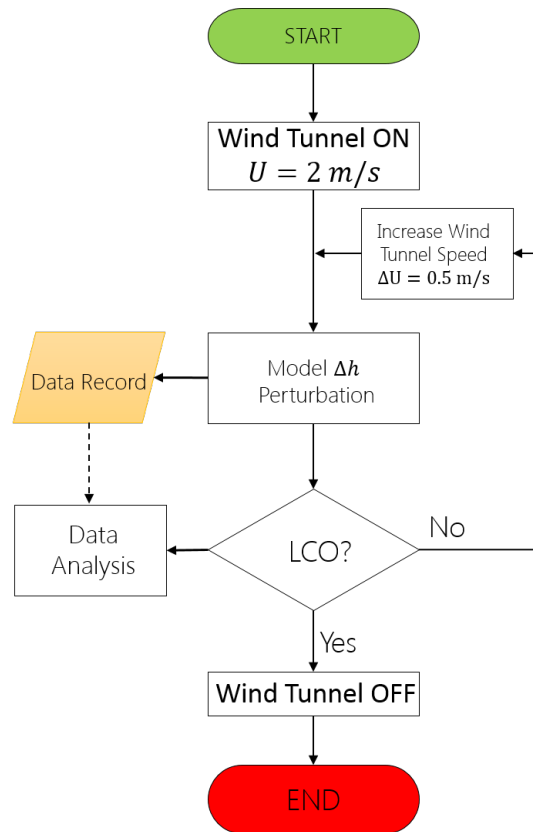 START
Wind Tunnel ON
U = 2 m/s
Increase Wind
Tunnel Speed
ΔU = 0.5 m/s
Model Δh
Perturbation
Data Record
Data
Analysis
LCO?
No
Yes
Wind Tunnel OFF
END